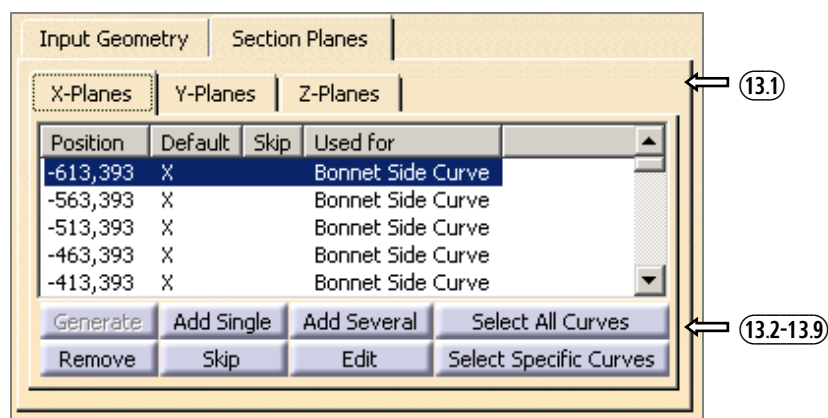 Input Geometry Section Planes
X-Planes Y-Planes Z-Planes
13.1
Position Default Skip Used for
-613,393 X Bonnet Side Curve
-563,393 X Bonnet Side Curve
-513,393 X Bonnet Side Curve
-463,393 X Bonnet Side Curve
-413,393 X Bonnet Side Curve
Generate Add Single Add Several Select All Curves
13.2-13.9
Remove Skip Edit Select Specific Curves